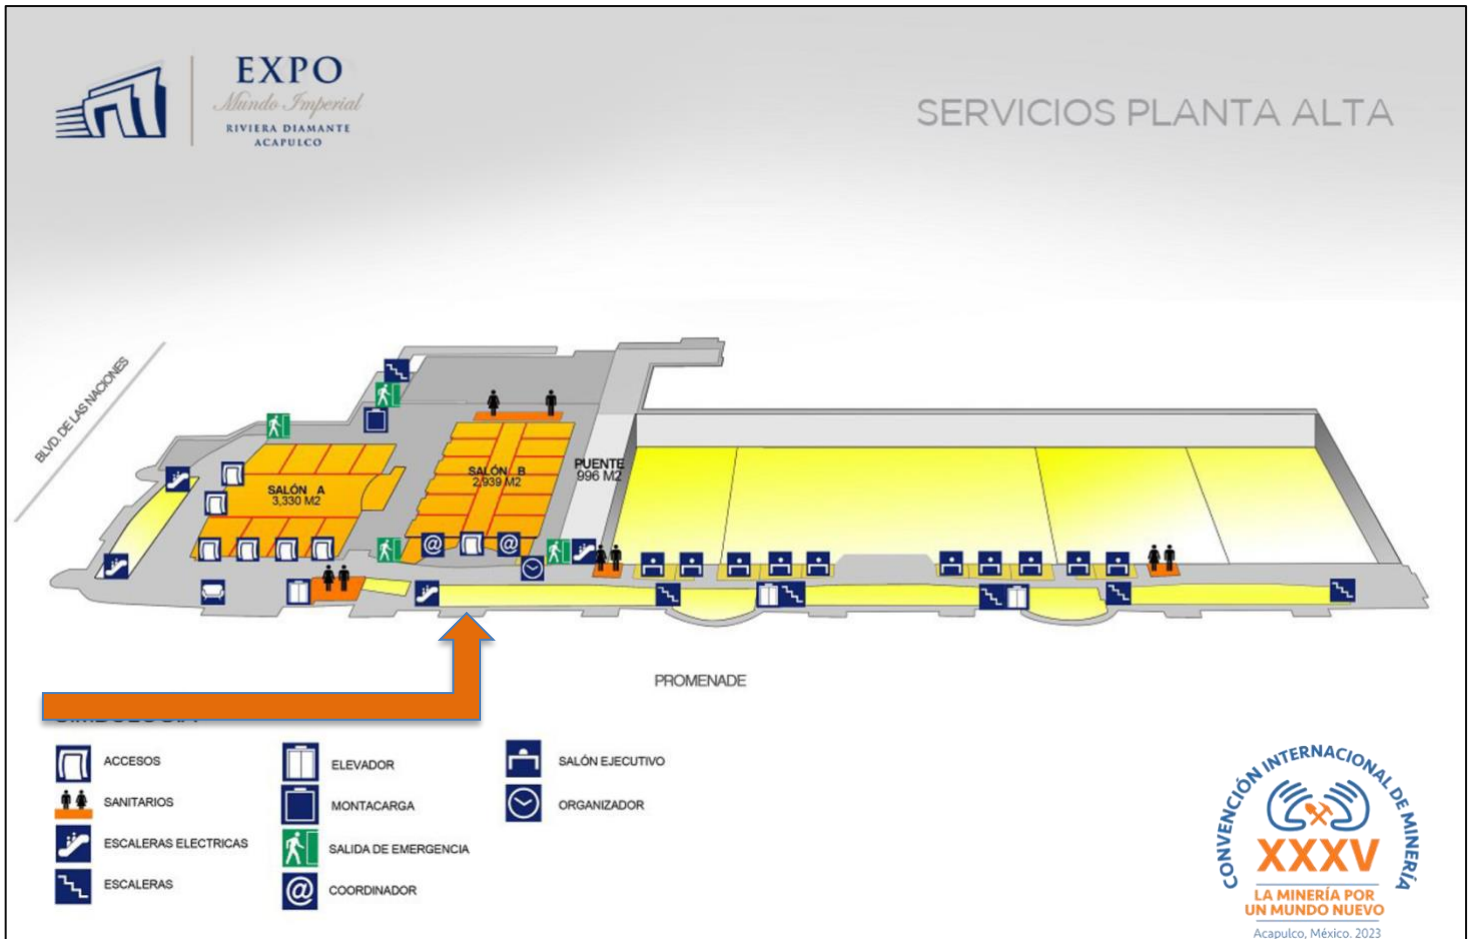 EXPO
Mundo Imperial
RIVIERA DIAMANTE
ACAPULCO
SERVICIOS PLANTA ALTA
BLVD. DE LAS NACIONES
SALÓN A
3,330 M2
SALÓN B
2,939 M2
PUENTE
996 M2
@
@
PROMENADE
ACCESOS
SANITARIOS
ESCALERAS ELECTRICAS
ESCALERAS
ELEVADOR
MONTACARGA
SALIDA DE EMERGENCIA
@ COORDINADOR
SALÓN EJECUTIVO
ORGANIZADOR
CONVENCIÓN INTERNACIONAL DE MINERÍA
XXXV
LA MINERÍA POR
UN MUNDO NUEVO
Acapulco, México. 2023